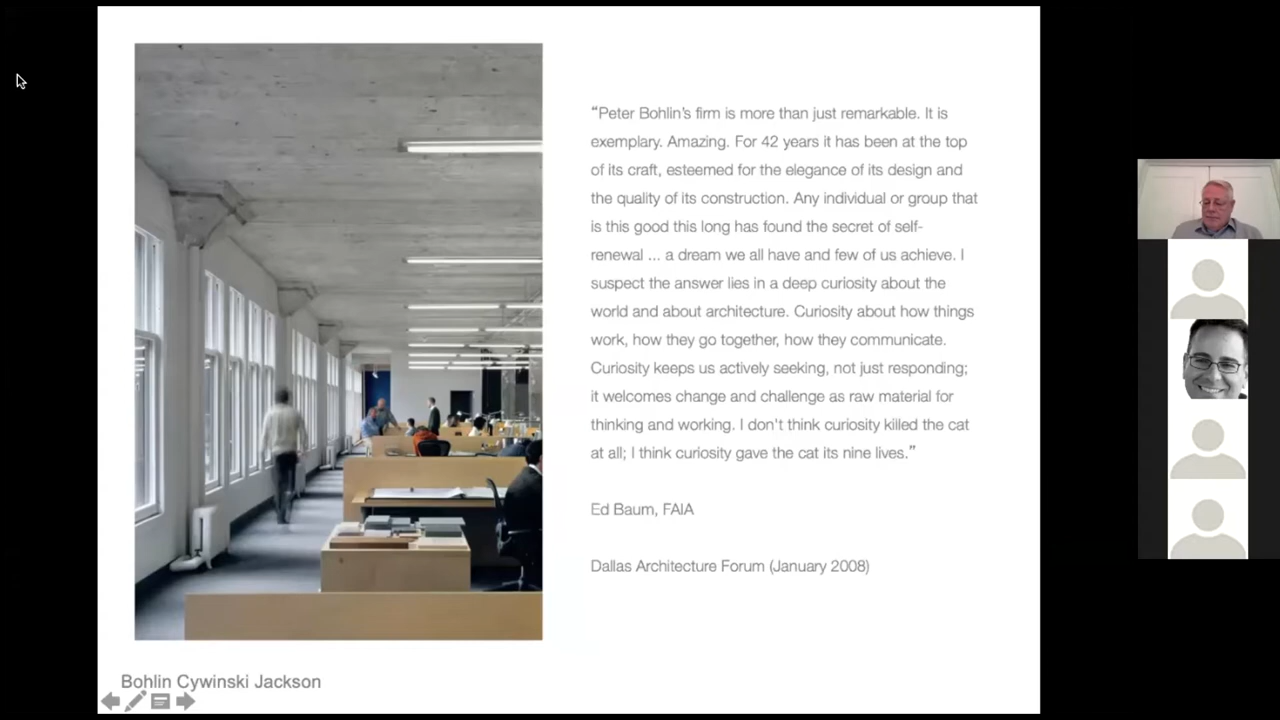 “Peter Bohlin’s firm is more than just remarkable. It is
exemplary. Amazing. For 42 years it has been at the top
of its craft, esteemed for the elegance of its design and
the quality of its construction. Any individual or group that
is this good this long has found the secret of self-
renewal ... a dream we all have and few of us achieve. I
suspect the answer lies in a deep curiosity about the
world and about architecture. Curiosity about how things
work, how they go together, how they communicate.
Curiosity keeps us actively seeking, not just responding;
it welcomes change and challenge as raw material for
thinking and working. I don't think curiosity killed the cat
at all; I think curiosity gave the cat its nine lives.”
Ed Baum, FAIA
Dallas Architecture Forum (January 2008)
Bohlin Cywinski Jackson